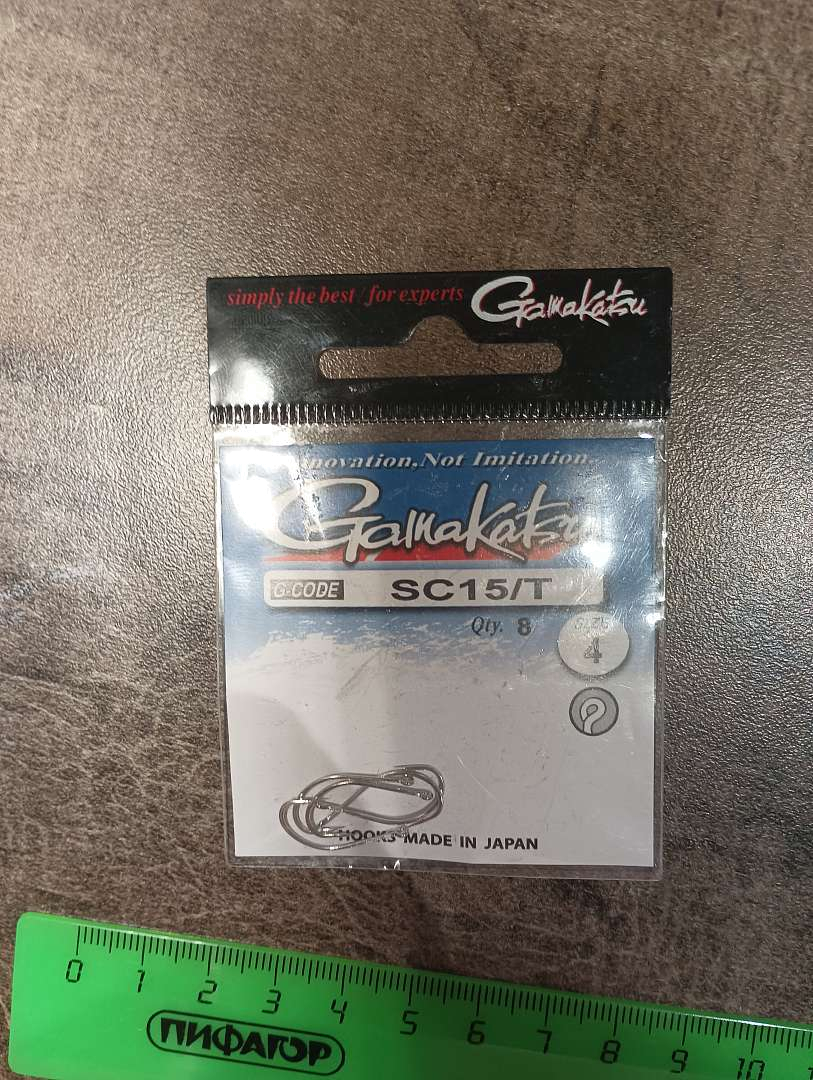 simply the best / for experts Gamakatsu
novation, Not Imitation
Gamakatsu
G-CODE SC15/T
Qty. 8 SIZE
4
HOOKS MADE IN JAPAN
0 1 2 3 4 5 6 7 8 9 10
ПИФАГОР